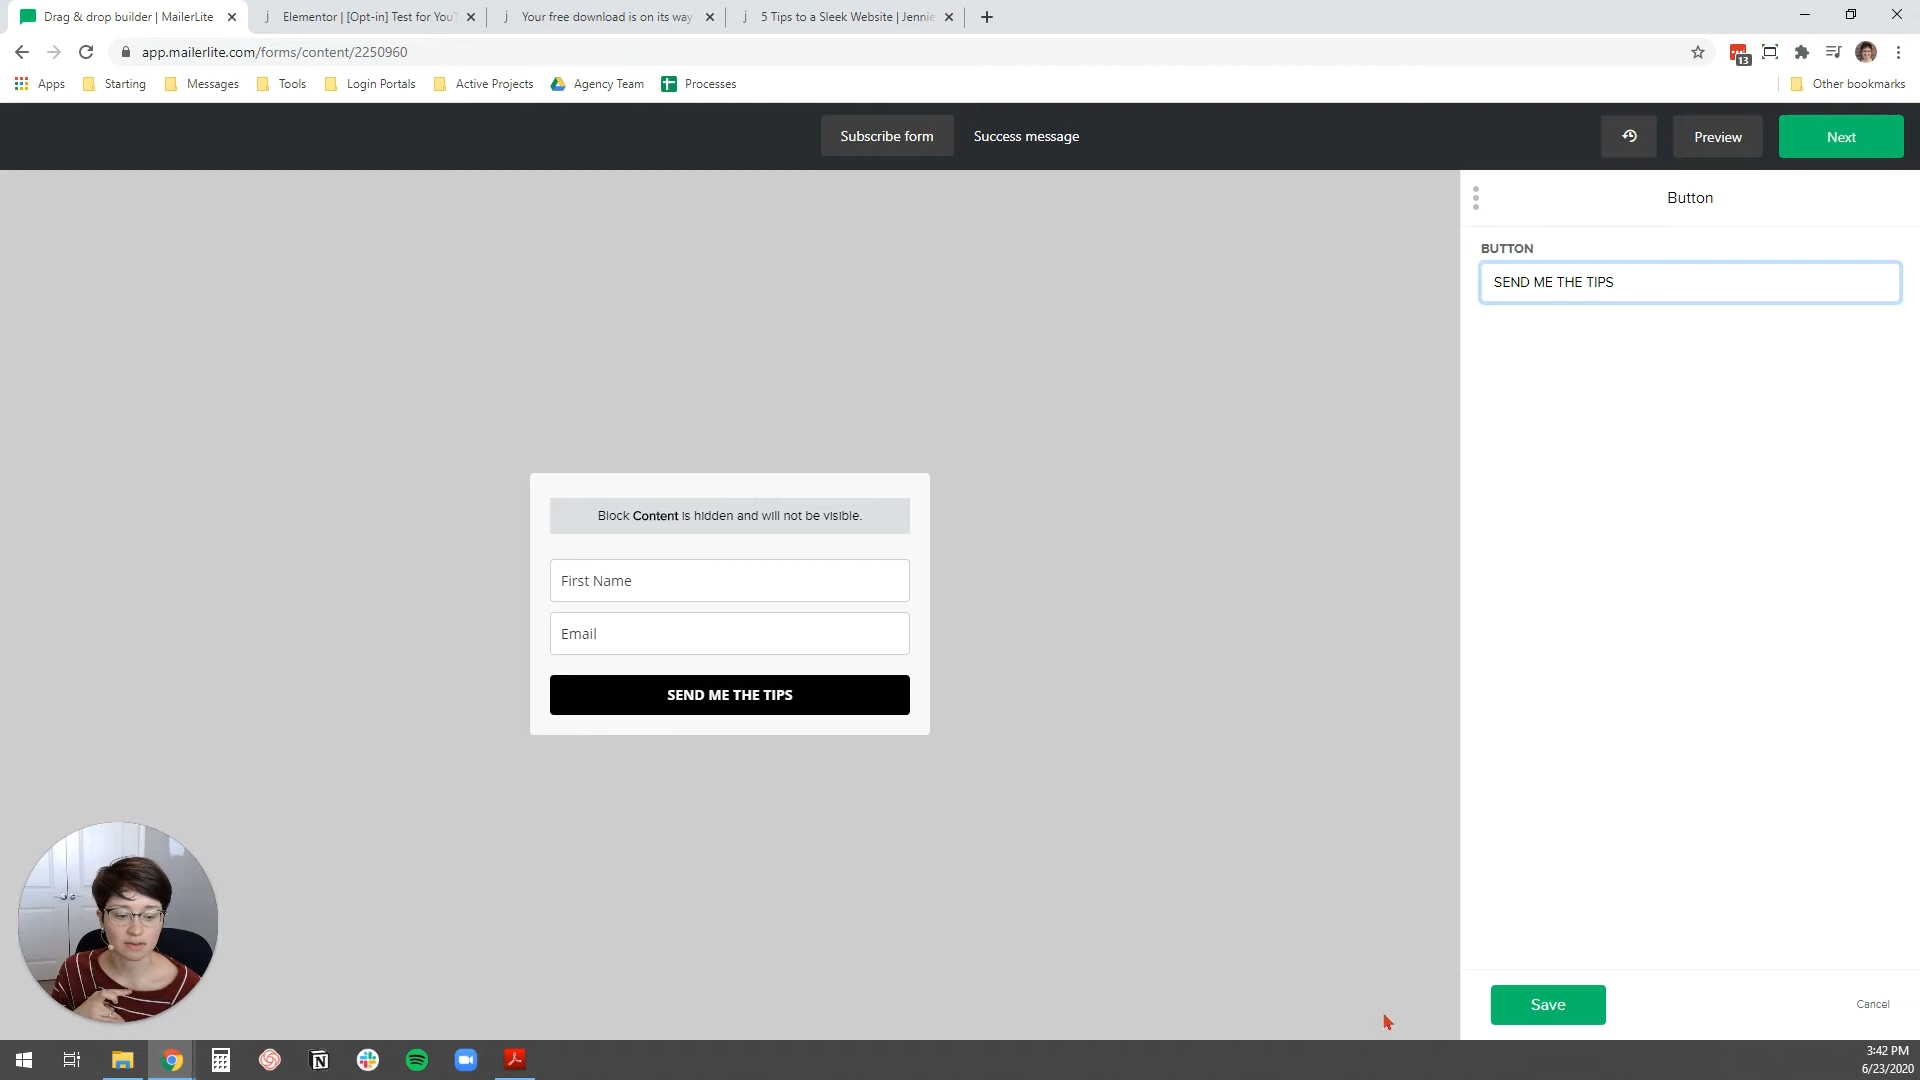 Drag & drop builder | MailerLite
Elementor | [Opt-in] Test for You
Your free download is on its way
5 Tips to a Sleek Website | Jennie
app.mailerlite.com/forms/content/2250960
13
Apps
Starting
Messages
Tools
Login Portals
Active Projects
Agency Team
Processes
Other bookmarks
Subscribe form
Success message
Preview
Next
Button
BUTTON
SEND ME THE TIPS
Block Content is hidden and will not be visible.
First Name
Email
SEND ME THE TIPS
Save
Cancel
3:42 PM
6/23/2020